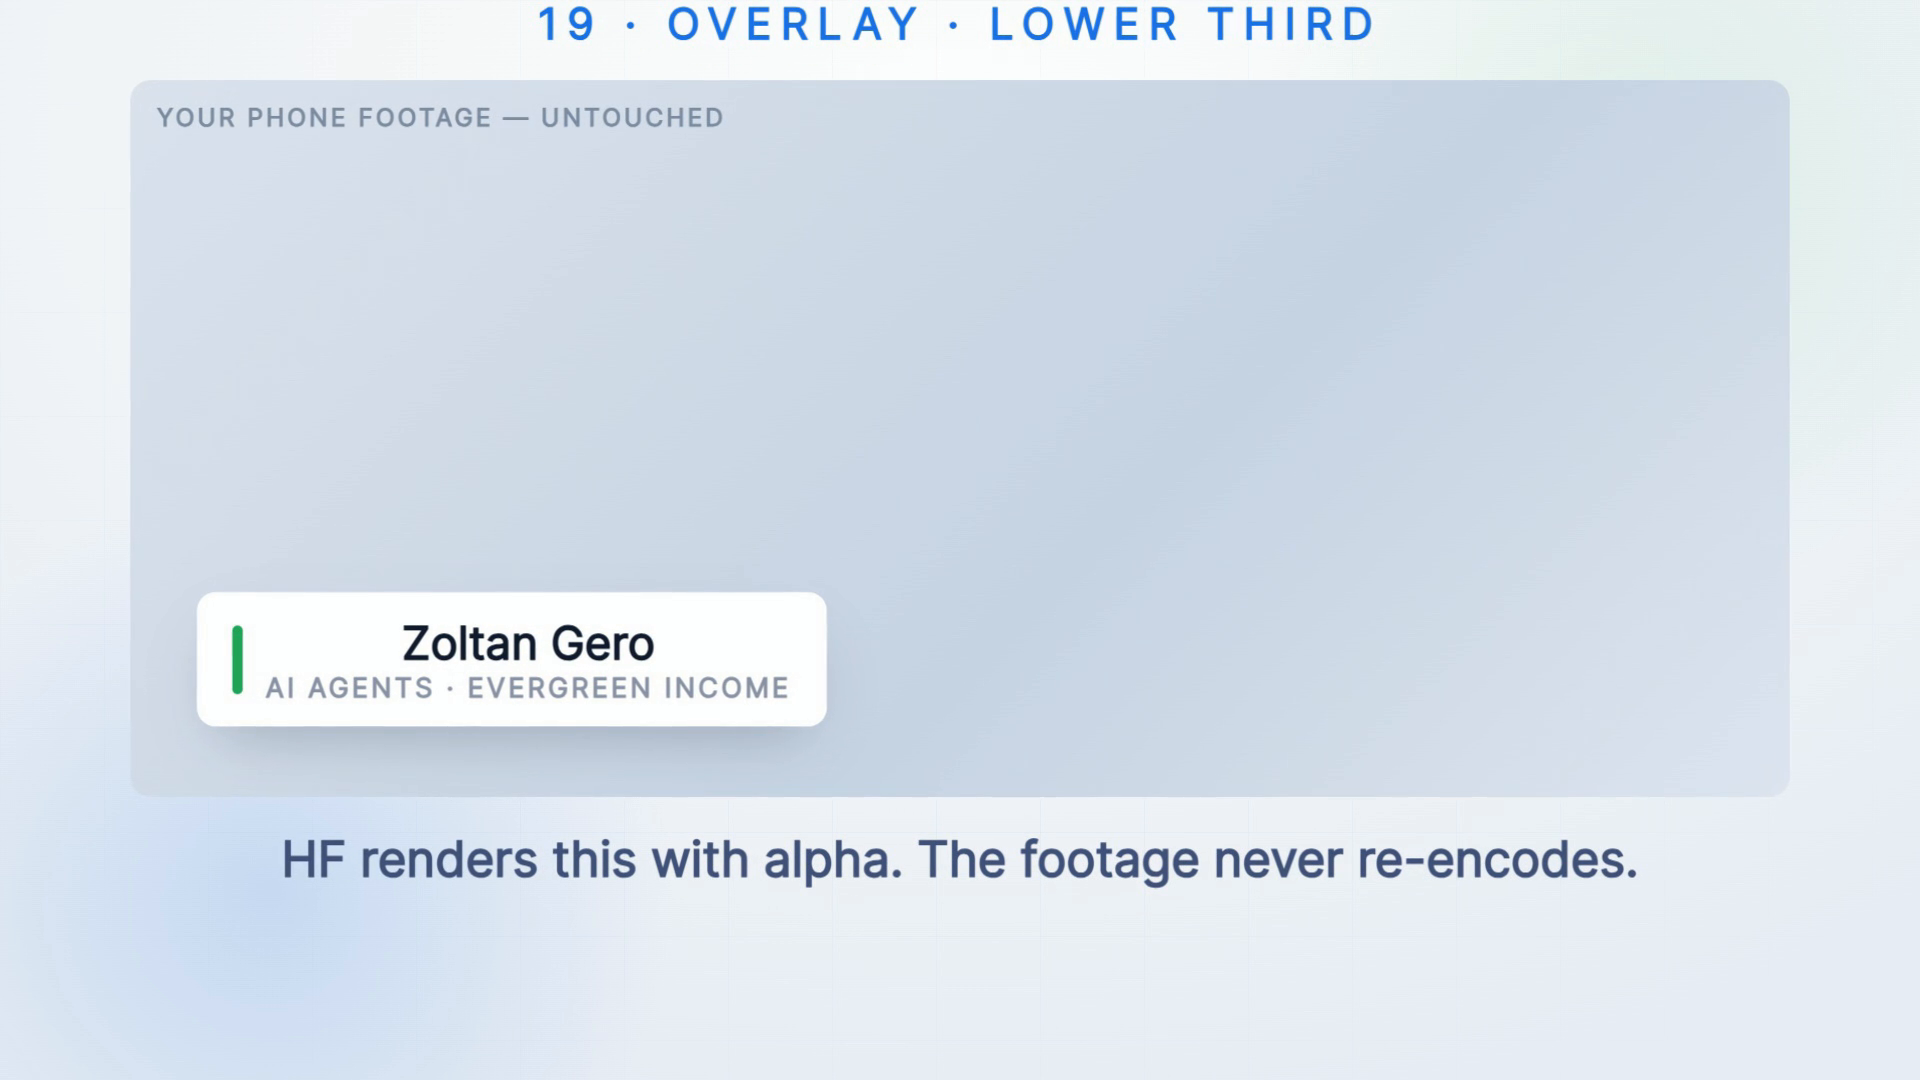 19 · OVERLAY · LOWER THIRD
YOUR PHONE FOOTAGE — UNTOUCHED
Zoltan Gero
AI AGENTS · EVERGREEN INCOME
HF renders this with alpha. The footage never re-encodes.